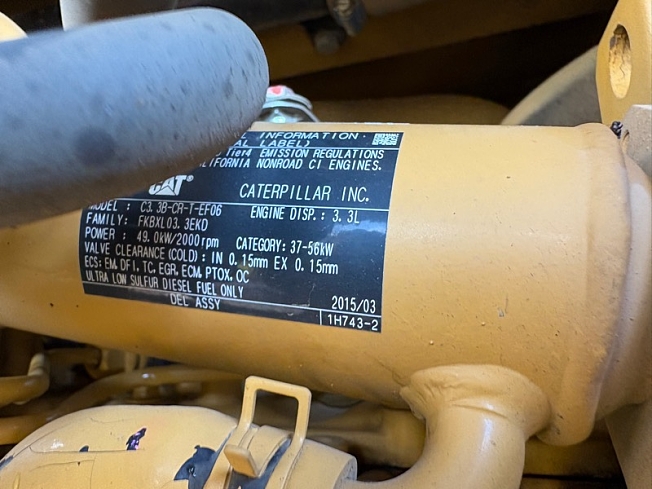 INFORMATION
LABEL)
Tier4 EMISSION REGULATIONS
CALIFORNIA NONROAD CI ENGINES.
CAT CATERPILLAR INC.
MODEL : C3.3B-CR-T-EF06 ENGINE DISP.: 3.3L
FAMILY: FKBXL03.3EKD
POWER : 49.0kW/2000rpm CATEGORY: 37-56kW
VALVE CLEARANCE (COLD) : IN 0.15mm EX 0.15mm
ECS: EM, DFI, TC, EGR, ECM, PTOX, OC
ULTRA LOW SULFUR DIESEL FUEL ONLY
2015/03
DEL ASSY
1H743-2